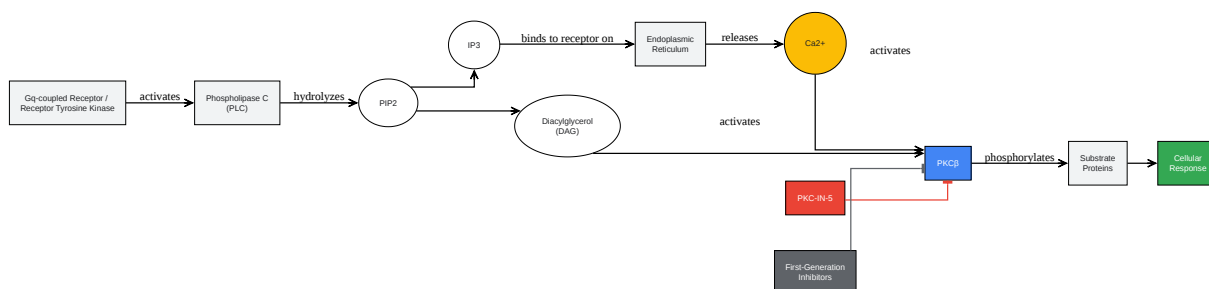 Gq-coupled Receptor /
Receptor Tyrosine Kinase
activates
Phospholipase C
(PLC)
hydrolyzes
PIP2
IP3
binds to receptor on
Endoplasmic
Reticulum
releases
Ca2+
activates
Diacylglycerol
(DAG)
activates
PKCβ
phosphorylates
Substrate
Proteins
Cellular
Response
PKC-IN-5
First-Generation
Inhibitors